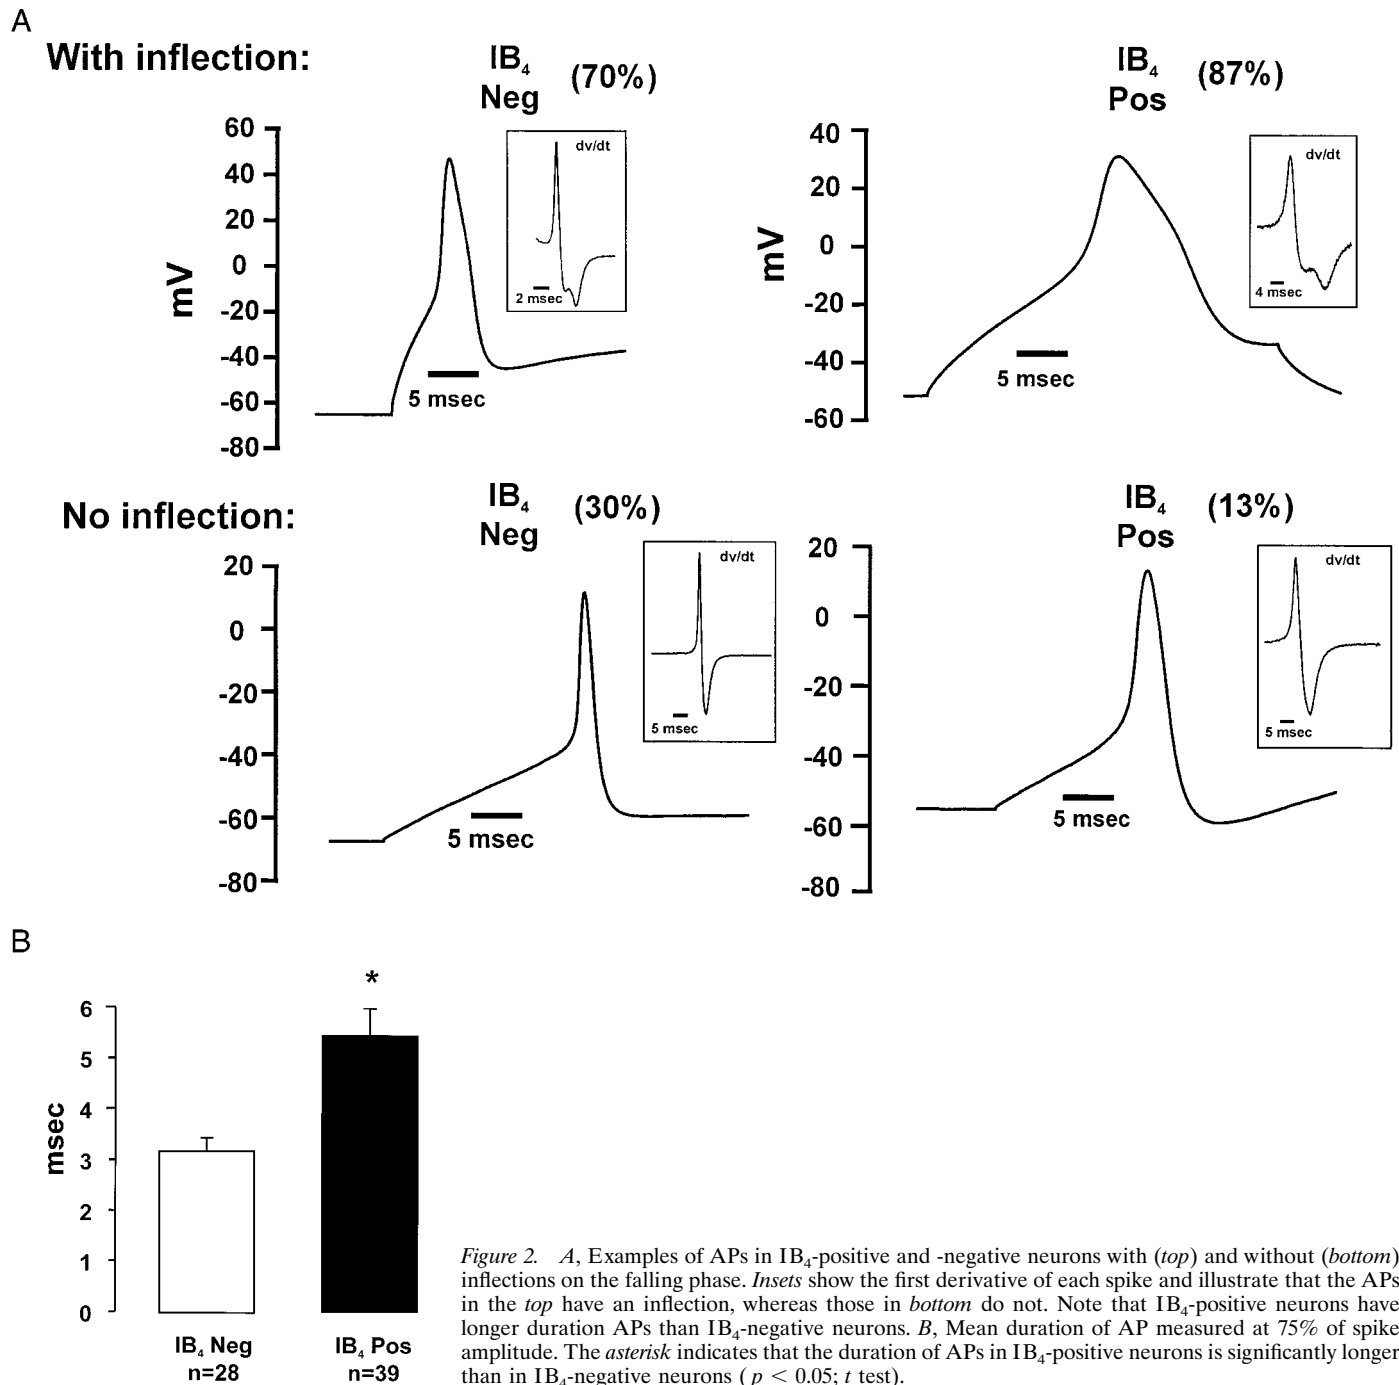 A
With inflection:
IB4 Neg (70%)
60
40
20
0
-20
-40
-60
-80
mV
dv/dt
2 msec
5 msec
IB4 Pos (87%)
40
20
0
-20
-40
-60
mV
dv/dt
4 msec
5 msec
No inflection:
IB4 Neg (30%)
20
0
-20
-40
-60
-80
dv/dt
5 msec
5 msec
IB4 Pos (13%)
20
0
-20
-40
-60
-80
dv/dt
5 msec
5 msec
B
6
5
4
3
2
1
0
msec
*
IB4 Neg
n=28
IB4 Pos
n=39
Figure 2. A, Examples of APs in IB4-positive and -negative neurons with (top) and without (bottom)
inflections on the falling phase. Insets show the first derivative of each spike and illustrate that the APs
in the top have an inflection, whereas those in bottom do not. Note that IB4-positive neurons have
longer duration APs than IB4-negative neurons. B, Mean duration of AP measured at 75% of spike
amplitude. The asterisk indicates that the duration of APs in IB4-positive neurons is significantly longer
than in IB4-negative neurons (p < 0.05; t test).